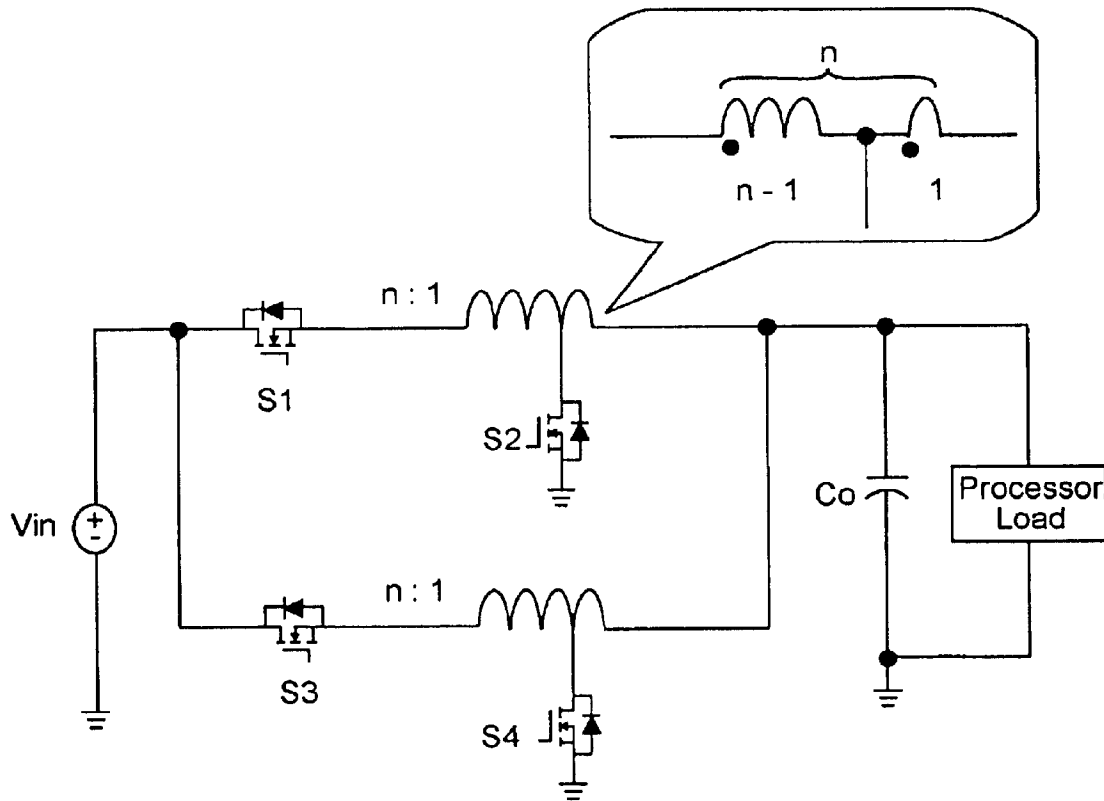 n
n - 1
1
n : 1
S1
S2
Vin
+
-
Co
Processor
Load
n : 1
S3
S4